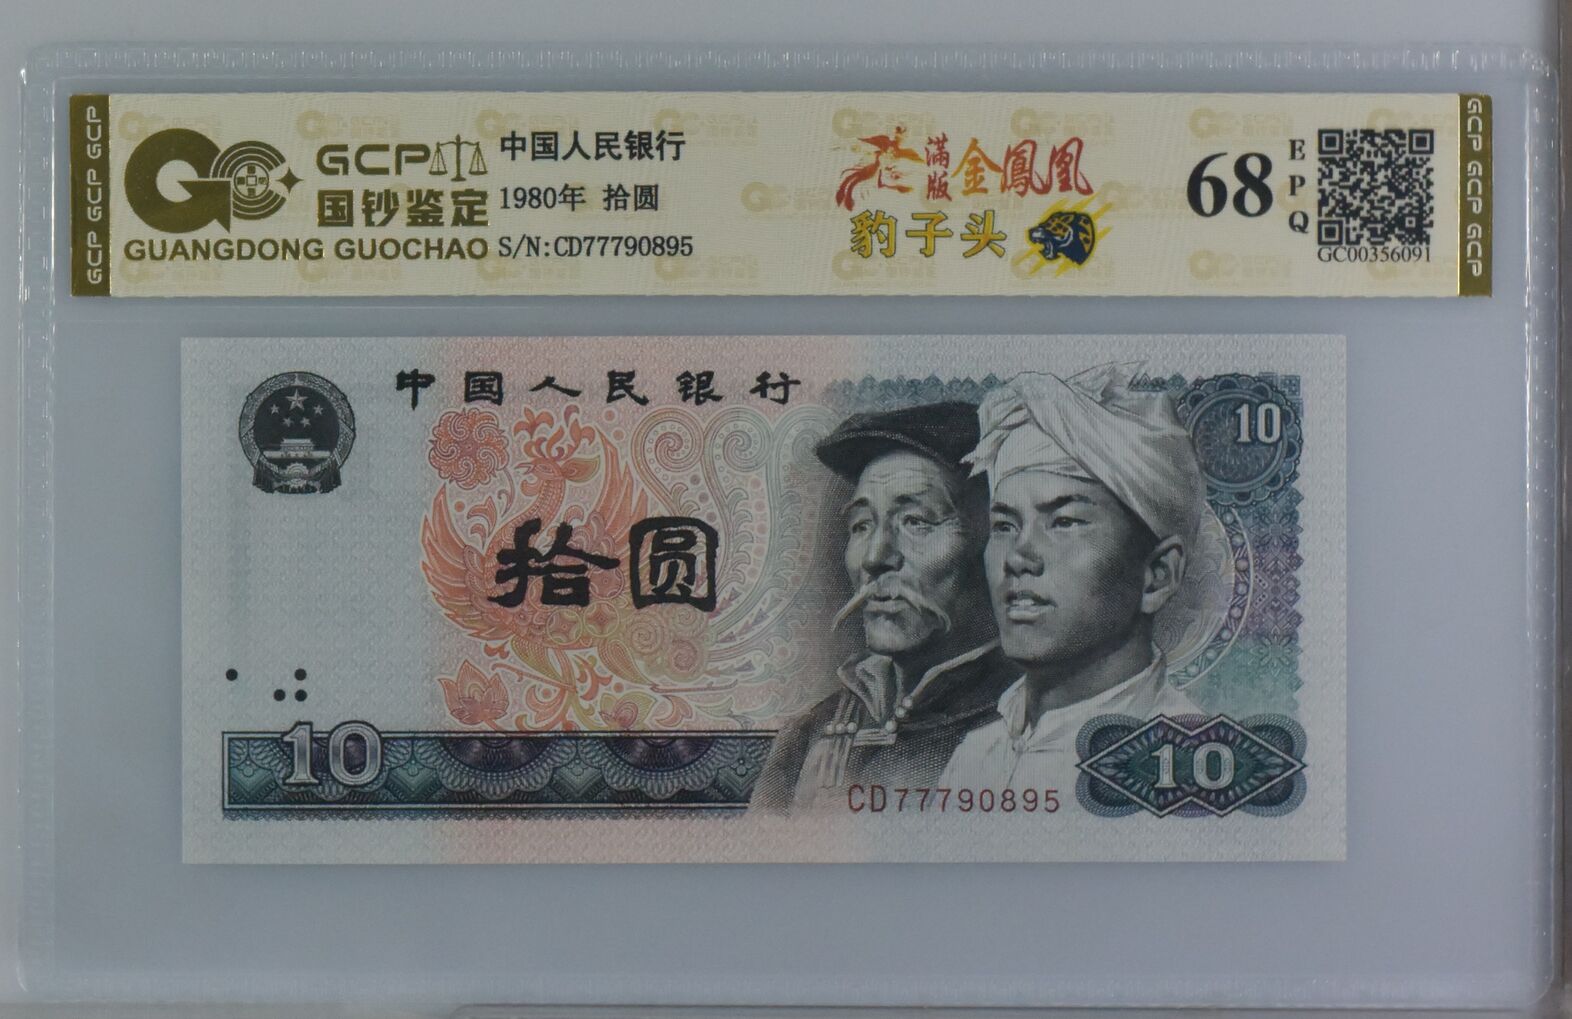 GCP GCP GCP
GCP
国钞鉴定
GUANGDONG GUOCHAO
中国人民银行
1980年 拾圆
S/N:CD77790895
满版 金鳳凰
豹子头
68
EPQ
GC00356091
GCP GCP GCP
中国人民银行
10
拾圆
10
CD77790895
10